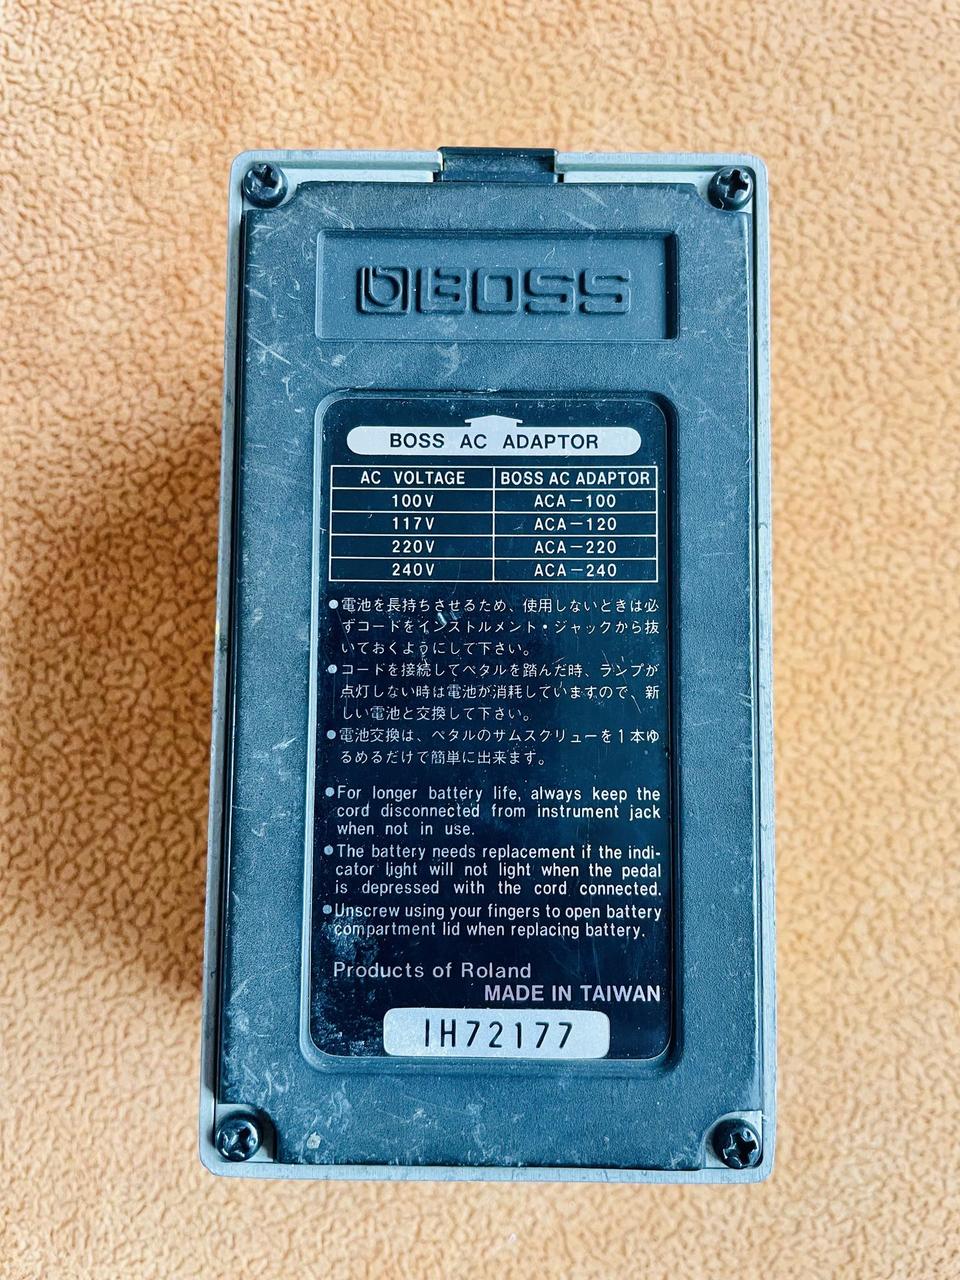 BOSS
BOSS AC ADAPTOR
AC VOLTAGE BOSS AC ADAPTOR
100V ACA-100
117V ACA-120
220V ACA-220
240V ACA-240
●電池を長持ちさせるため、使用しないときは必
ずコードをインストルメント・ジャックから抜
いておくようにして下さい。
●コードを接続してペタルを踏んだ時、ランプが
点灯しない時は電池が消耗していますので、新
しい電池と交換して下さい。
●電池交換は、ペタルのサムスクリューを1本ゆ
るめるだけで簡単に出来ます。
●For longer battery life, always keep the
cord disconnected from instrument jack
when not in use.
●The battery needs replacement if the indi-
cator light will not light when the pedal
is depressed with the cord connected.
●Unscrew using your fingers to open battery
compartment lid when replacing battery.
Products of Roland
MADE IN TAIWAN
IH72177